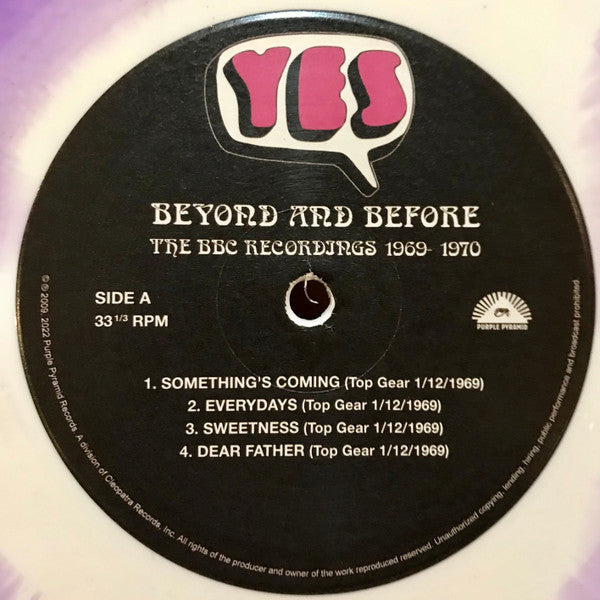 YES
BEYOND AND BEFORE
THE BBC RECORDINGS 1969- 1970
SIDE A
33 1/3 RPM
PURPLE PYRAMID
1. SOMETHING'S COMING (Top Gear 1/12/1969)
2. EVERYDAYS (Top Gear 1/12/1969)
3. SWEETNESS (Top Gear 1/12/1969)
4. DEAR FATHER (Top Gear 1/12/1969)
℗ © 2009, 2022 Purple Pyramid Records. A division of Cleopatra Records, Inc. All rights of the producer and owner of the work reproduced reserved. Unauthorized copying, lending, hiring, public performance and broadcast prohibited